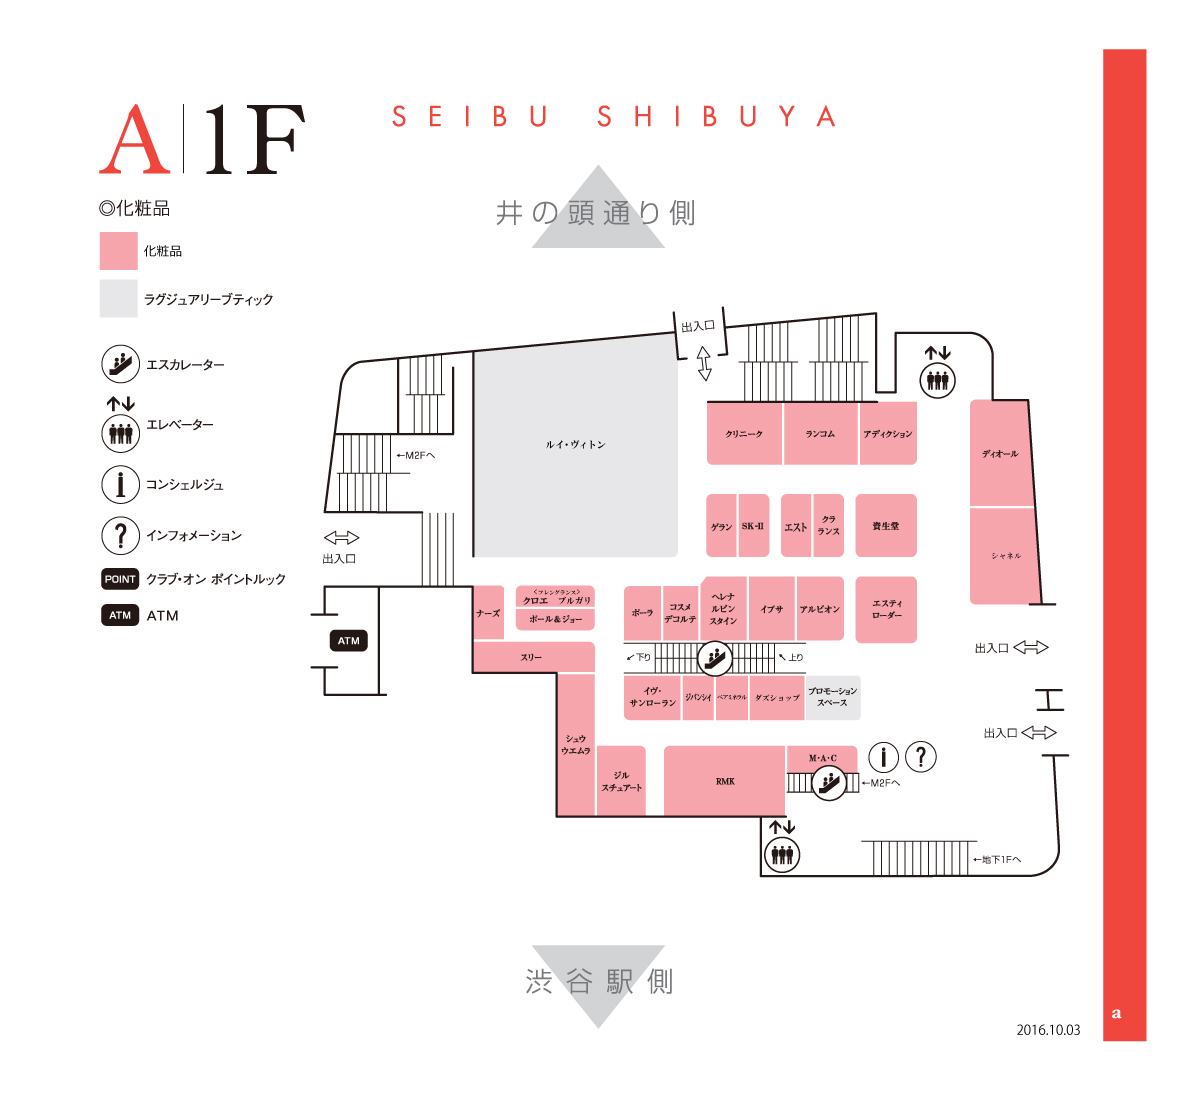 A 1F
SEIBU SHIBUYA
◎化粧品
化粧品
ラグジュアリーブティック
エスカレーター
エレベーター
コンシェルジュ
? インフォメーション
POINT クラブ・オン ポイントルック
ATM ATM
井の頭通り側
出入口
←M2Fへ
ルイ・ヴィトン
クリニーク
ランコム
アディクション
ディオール
シャネル
ゲラン
SK-II
エスト
クラ
ランス
資生堂
出入口
ATM
ナーズ
〈フレングランス〉
クロエ ブルガリ
ポール&ジョー
スリー
ポーラ
コスメ
デコルテ
ヘレナ
ルビン
スタイン
イプサ
アルビオン
エスティ
ローダー
↙下り
↖上り
出入口
イヴ・
サンローラン
ジバンシイ
ベアミネラル
ダズショップ
プロモーション
スペース
出入口
シュウ
ウエムラ
ジル
スチュアート
RMK
M・A・C
?
←M2Fへ
←地下1Fへ
渋谷駅側
a
2016.10.03